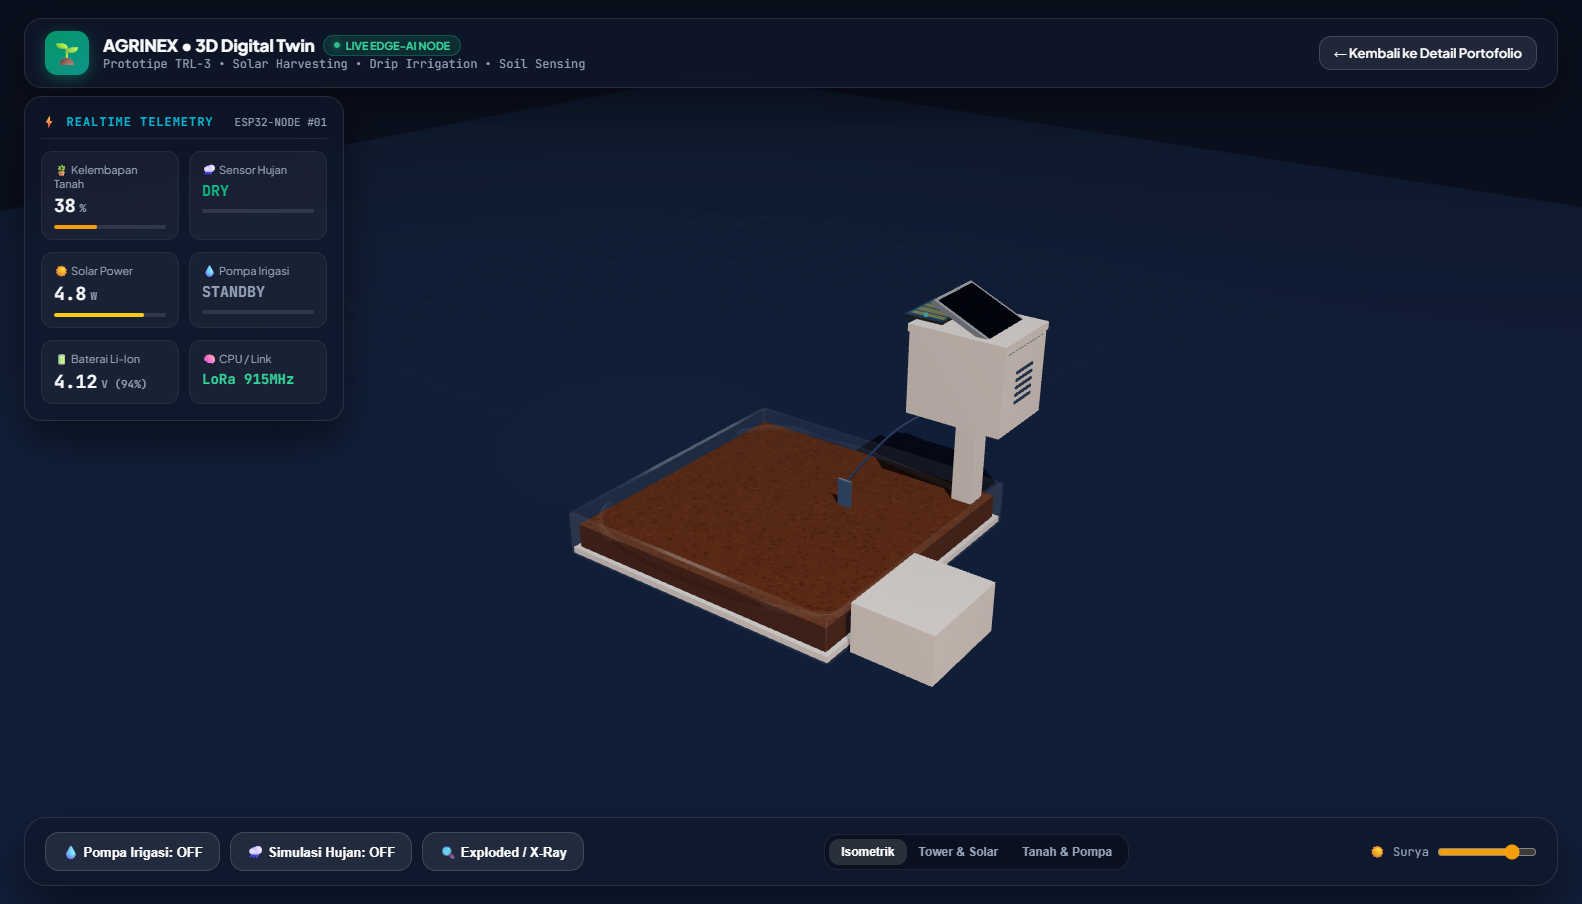 AGRINEX • 3D Digital Twin
LIVE EDGE-AI NODE
Prototipe TRL-3 • Solar Harvesting • Drip Irrigation • Soil Sensing
←Kembali ke Detail Portofolio
REALTIME TELEMETRY
ESP32-NODE #01
Kelembapan
Tanah
38 %
Sensor Hujan
DRY
Solar Power
4.8 W
Pompa Irigasi
STANDBY
Baterai Li-Ion
4.12 V (94%)
CPU / Link
LoRa 915MHz
Pompa Irigasi: OFF
Simulasi Hujan: OFF
Exploded / X-Ray
Isometrik
Tower & Solar
Tanah & Pompa
Surya